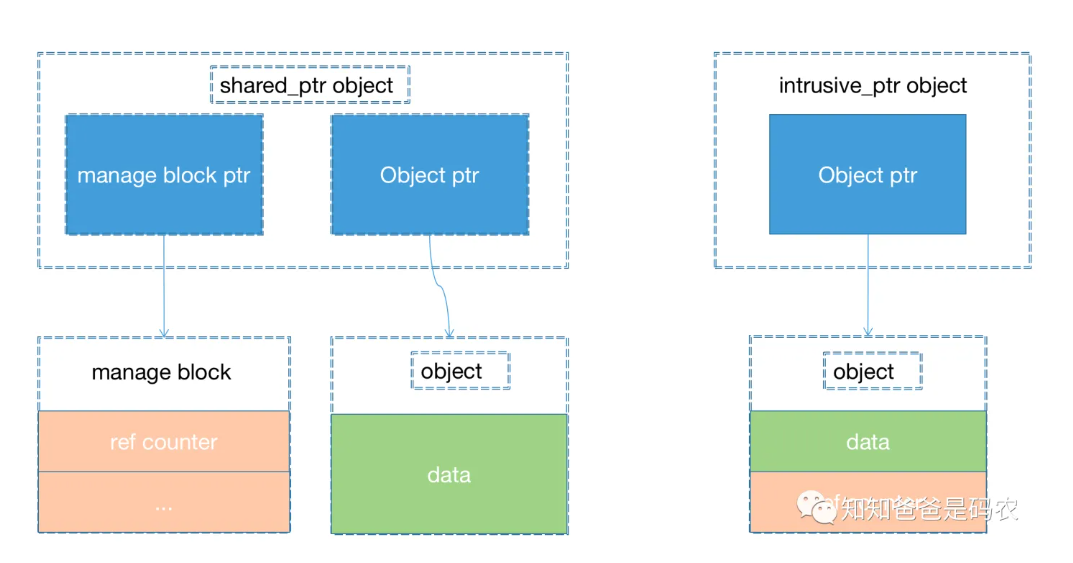 shared_ptr object
intrusive_ptr object
manage block ptr
Object ptr
Object ptr
manage block
object
object
ref counter
data
data
...
知知爸爸是码农